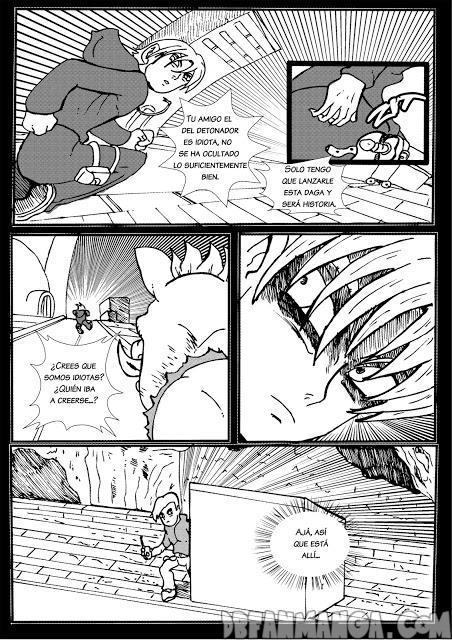 TU AMIGO EL
DEL DETONADOR
ES IDIOTA, NO
SE HA OCULTADO
LO SUFICIENTEMENTE
BIEN.
SOLO TENGO
QUE LANZARLE
ESTA DAGA Y
SERÁ HISTORIA.
¿CREES QUE
SOMOS IDIOTAS?
¿QUIÉN IBA
A CREERSE...?
AJÁ, ASÍ
QUE ESTÁ
ALLÍ...
DBFANMANGA.COM